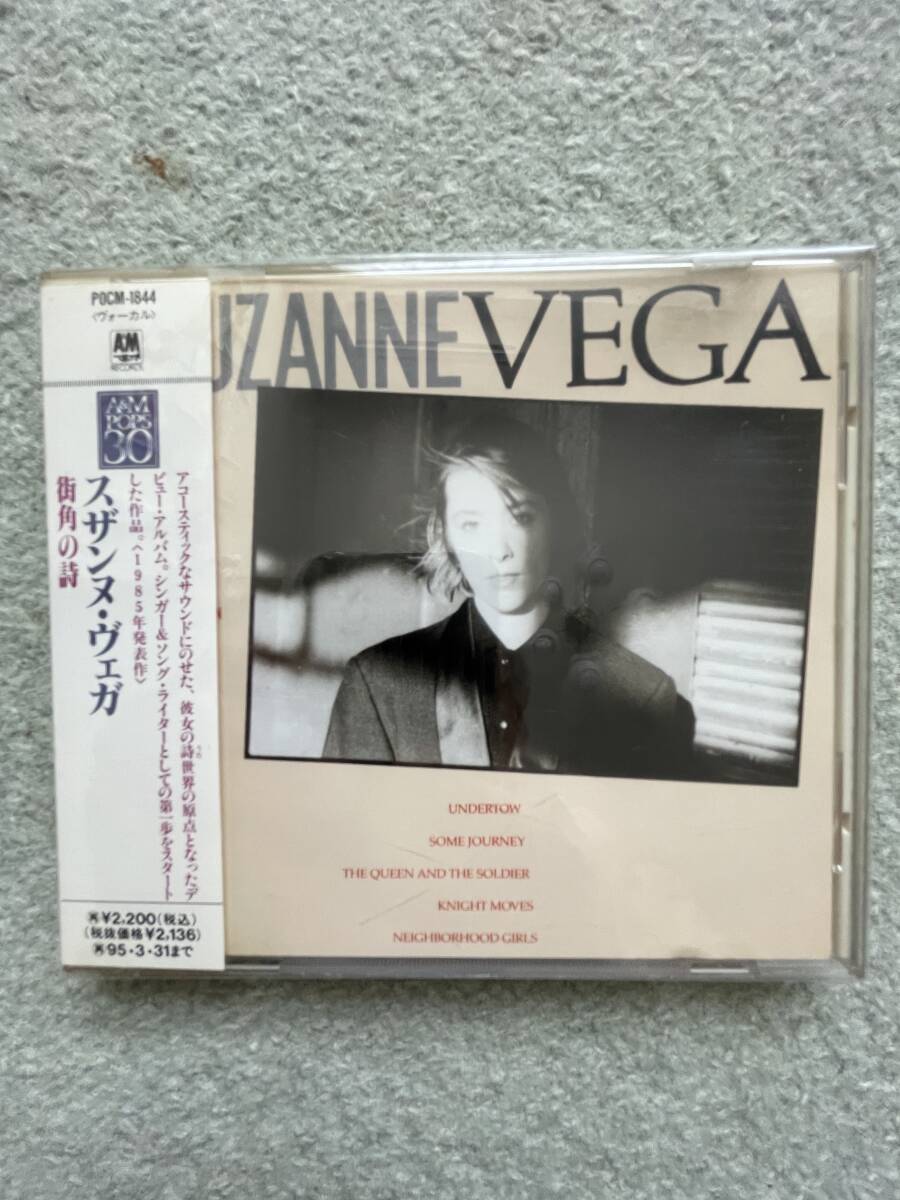 POCM-1844
〈ヴォーカル〉
A&M
RECORDS
A&M
POPS
30
スザンヌ・ヴェガ
街角の詩
アコースティックなサウンドにのせた、彼女の詩世界の原点となったデ
ビュー・アルバム。シンガー&ソング・ライターとしての第一歩をスタート
した作品。〈1985年発表作〉
再¥2,200(税込)
(税抜価格¥2,136)
再95・3・31まで
UZANNE VEGA
UNDERTOW
SOME JOURNEY
THE QUEEN AND THE SOLDIER
KNIGHT MOVES
NEIGHBORHOOD GIRLS